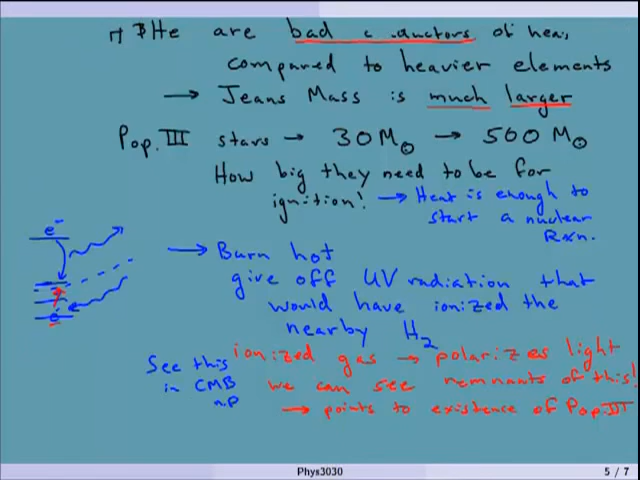 H & He are bad conductors of heat
compared to heavier elements
→ Jeans Mass is much larger
Pop. III stars → 30 M⊙ → 500 M⊙
How big they need to be for
ignition!
→ Heat is enough to
start a nuclear
Rxn.
e⁻
e⁻
→ Burn hot
give off UV radiation that
would have ionized the
nearby H₂
ionized gas → polarizes light
See this
in CMB
we can see remnants of this!
→ points to existence of Pop. III
Phys3030
5 / 7